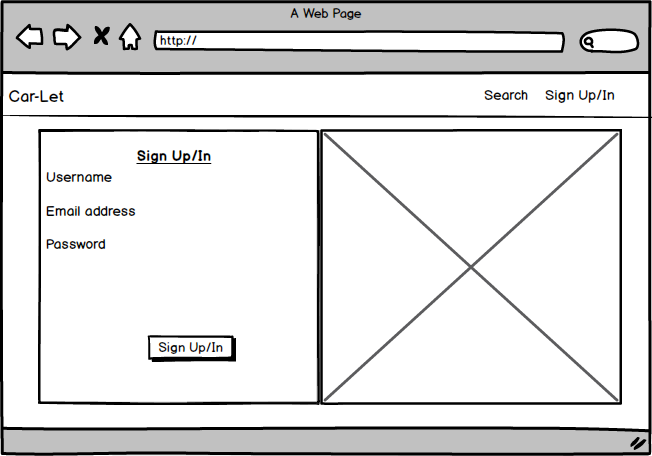 A Web Page
http://
Car-Let
Search Sign Up/In
Sign Up/In
Username
Email address
Password
Sign Up/In